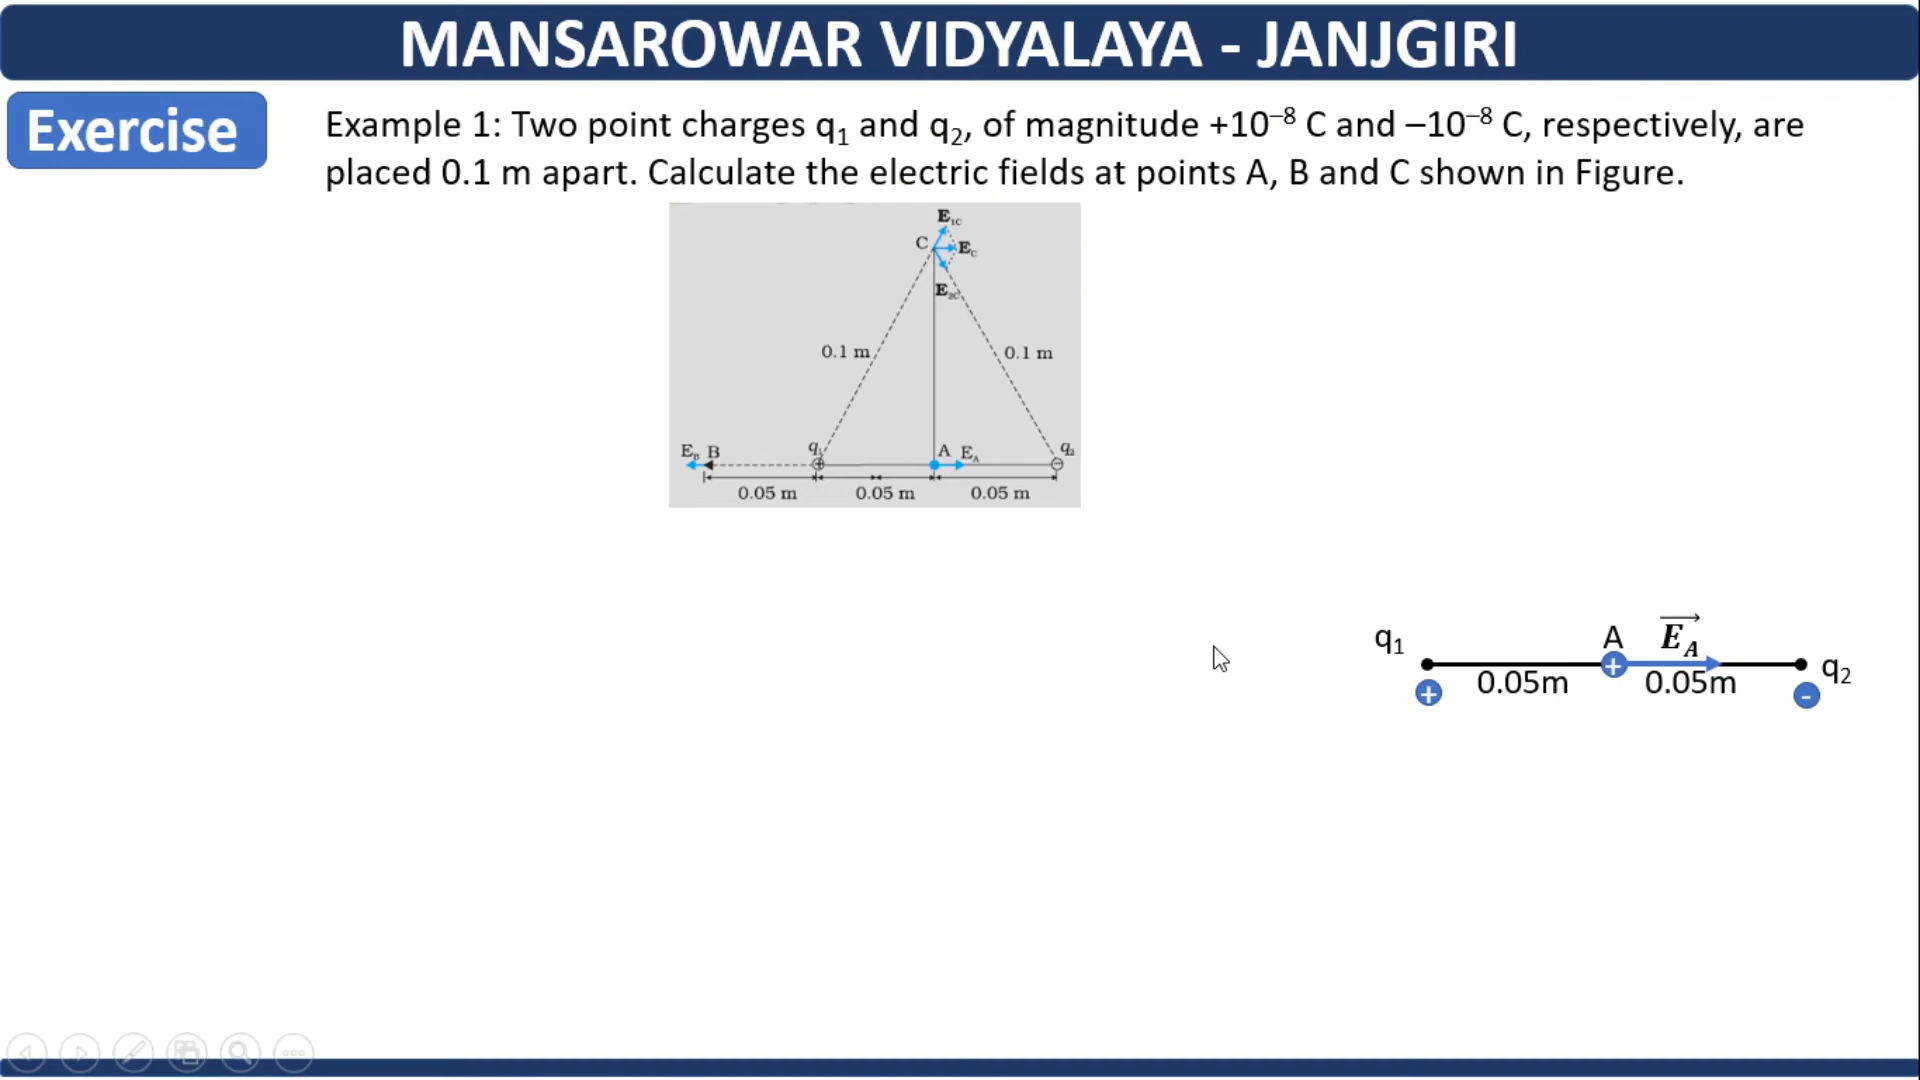 MANSAROWAR VIDYALAYA - JANJGIRI
Exercise
Example 1: Two point charges q₁ and q₂, of magnitude +10⁻⁸ C and –10⁻⁸ C, respectively, are
placed 0.1 m apart. Calculate the electric fields at points A, B and C shown in Figure.
E₁C
C E_C
E₂C
0.1 m 0.1 m
E_B B q₁ A E_A q₂
0.05 m 0.05 m 0.05 m
q₁ A E_A q₂
0.05m 0.05m
+ + -